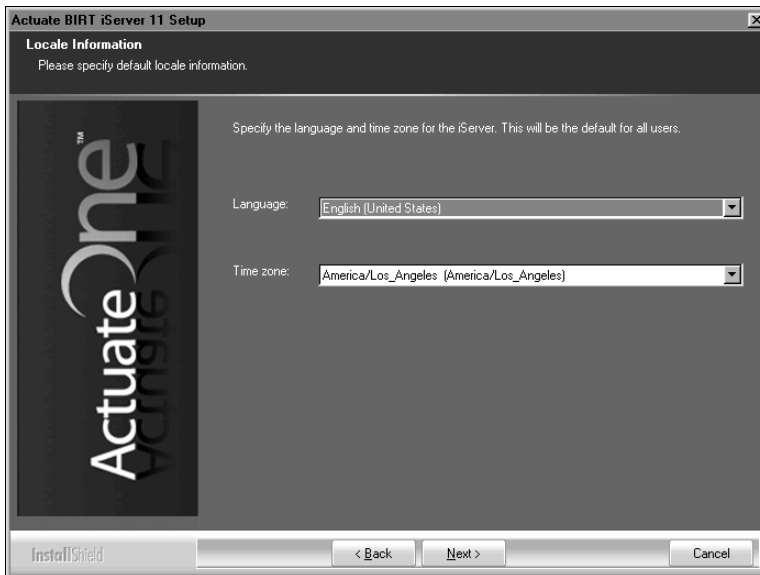 Actuate BIRT iServer 11 Setup
Locale Information
Please specify default locale information.
Specify the language and time zone for the iServer. This will be the default for all users.
Language:
English (United States)
Time zone:
America/Los_Angeles (America/Los_Angeles)
ActuateOne™
InstallShield
< Back
Next >
Cancel